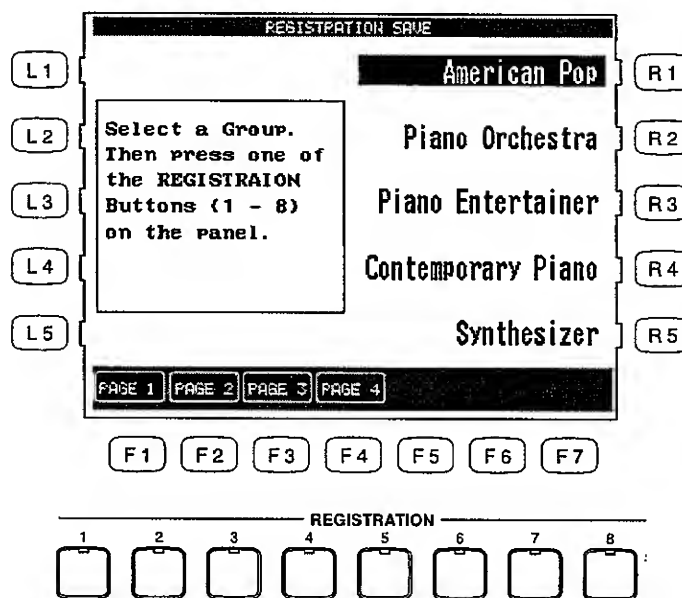 REGISTRATION SAVE
L1
American Pop
R1
L2
Select a Group.
Then press one of
the REGISTRAION
Buttons (1 - 8)
on the panel.
Piano Orchestra
R2
L3
Piano Entertainer
R3
L4
Contemporary Piano
R4
L5
Synthesizer
R5
PAGE 1 PAGE 2 PAGE 3 PAGE 4
F1 F2 F3 F4 F5 F6 F7
REGISTRATION
1 2 3 4 5 6 7 8